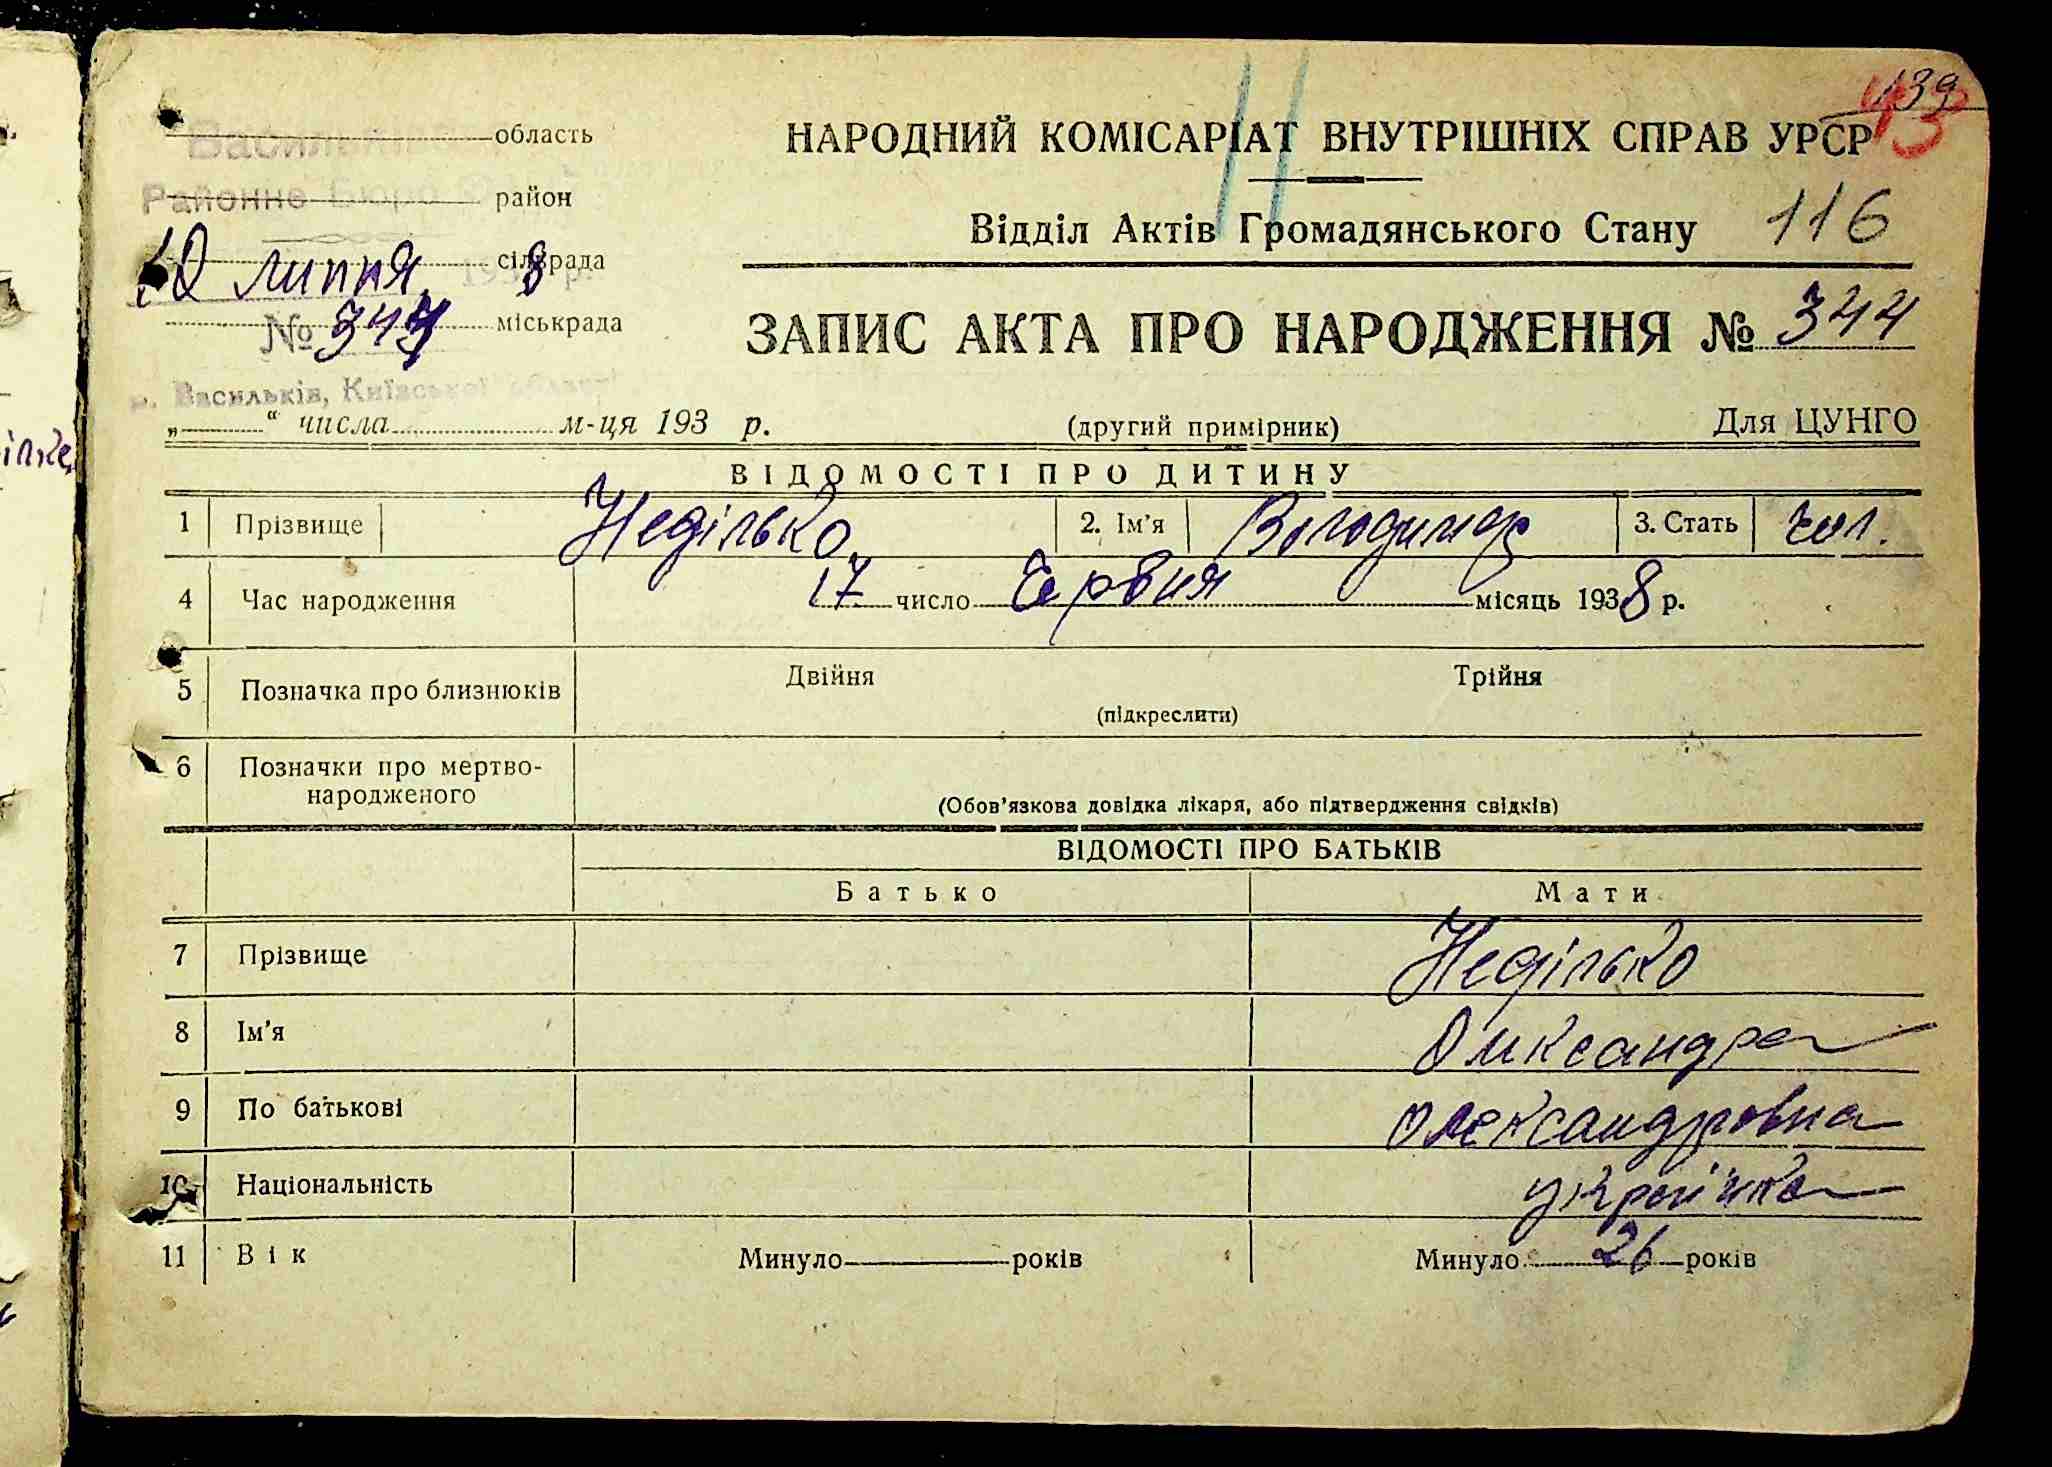 139
43
область
Васильків
НАРОДНИЙ КОМІСАРІАТ ВНУТРІШНІХ СПРАВ УРСР
район
Районне Бюро
Відділ Актів Громадянського Стану 116
сільрада
липня 1938 р.
міськрада
№ 344
ЗАПИС АКТА ПРО НАРОДЖЕННЯ № 344
м. Васильків, Київської області
„ “ числа м-ця 193 р.
(другий примірник)
Для ЦУНГО
ВІДОМОСТІ ПРО ДИТИНУ
1 Прізвище Неділько 2. Ім’я Володимир 3. Стать чол.
4 Час народження 17 число Червня місяць 1938 р.
5 Позначка про близнюків Двійня Трійня
(підкреслити)
6 Позначки про мертво-
народженого
(Обов’язкова довідка лікаря, або підтвердження свідків)
ВІДОМОСТІ ПРО БАТЬКІВ
Батько Мати
7 Прізвище Неділько
8 Ім’я Олександра
9 По батькові Олександровна
10 Національність українка
11 Вік Минуло років Минуло 26 років